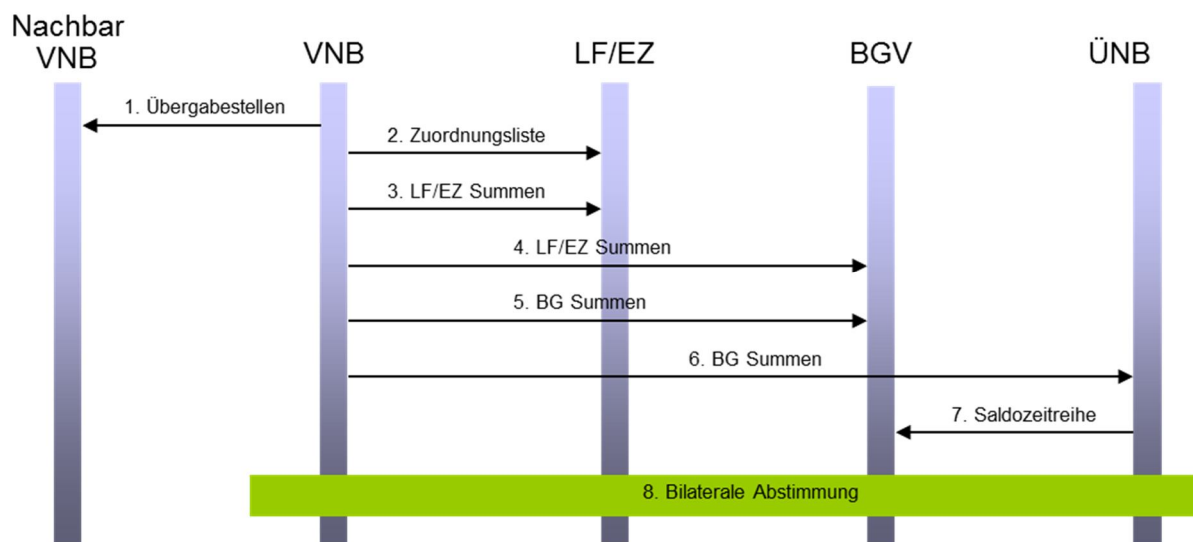 Nachbar
VNB
VNB
LF/EZ
BGV
ÜNB
1. Übergabestellen
2. Zuordnungsliste
3. LF/EZ Summen
4. LF/EZ Summen
5. BG Summen
6. BG Summen
7. Saldozeitreihe
8. Bilaterale Abstimmung